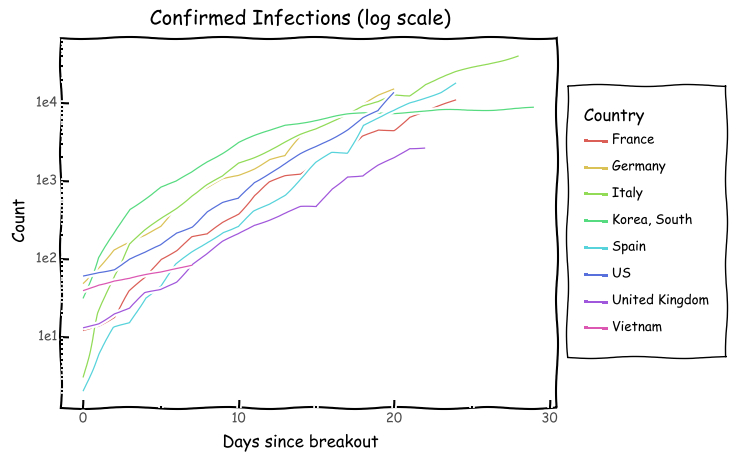 Confirmed Infections (log scale)
1e4
1e3
1e2
1e1
Count
0
10
20
30
Days since breakout
Country
France
Germany
Italy
Korea, South
Spain
US
United Kingdom
Vietnam